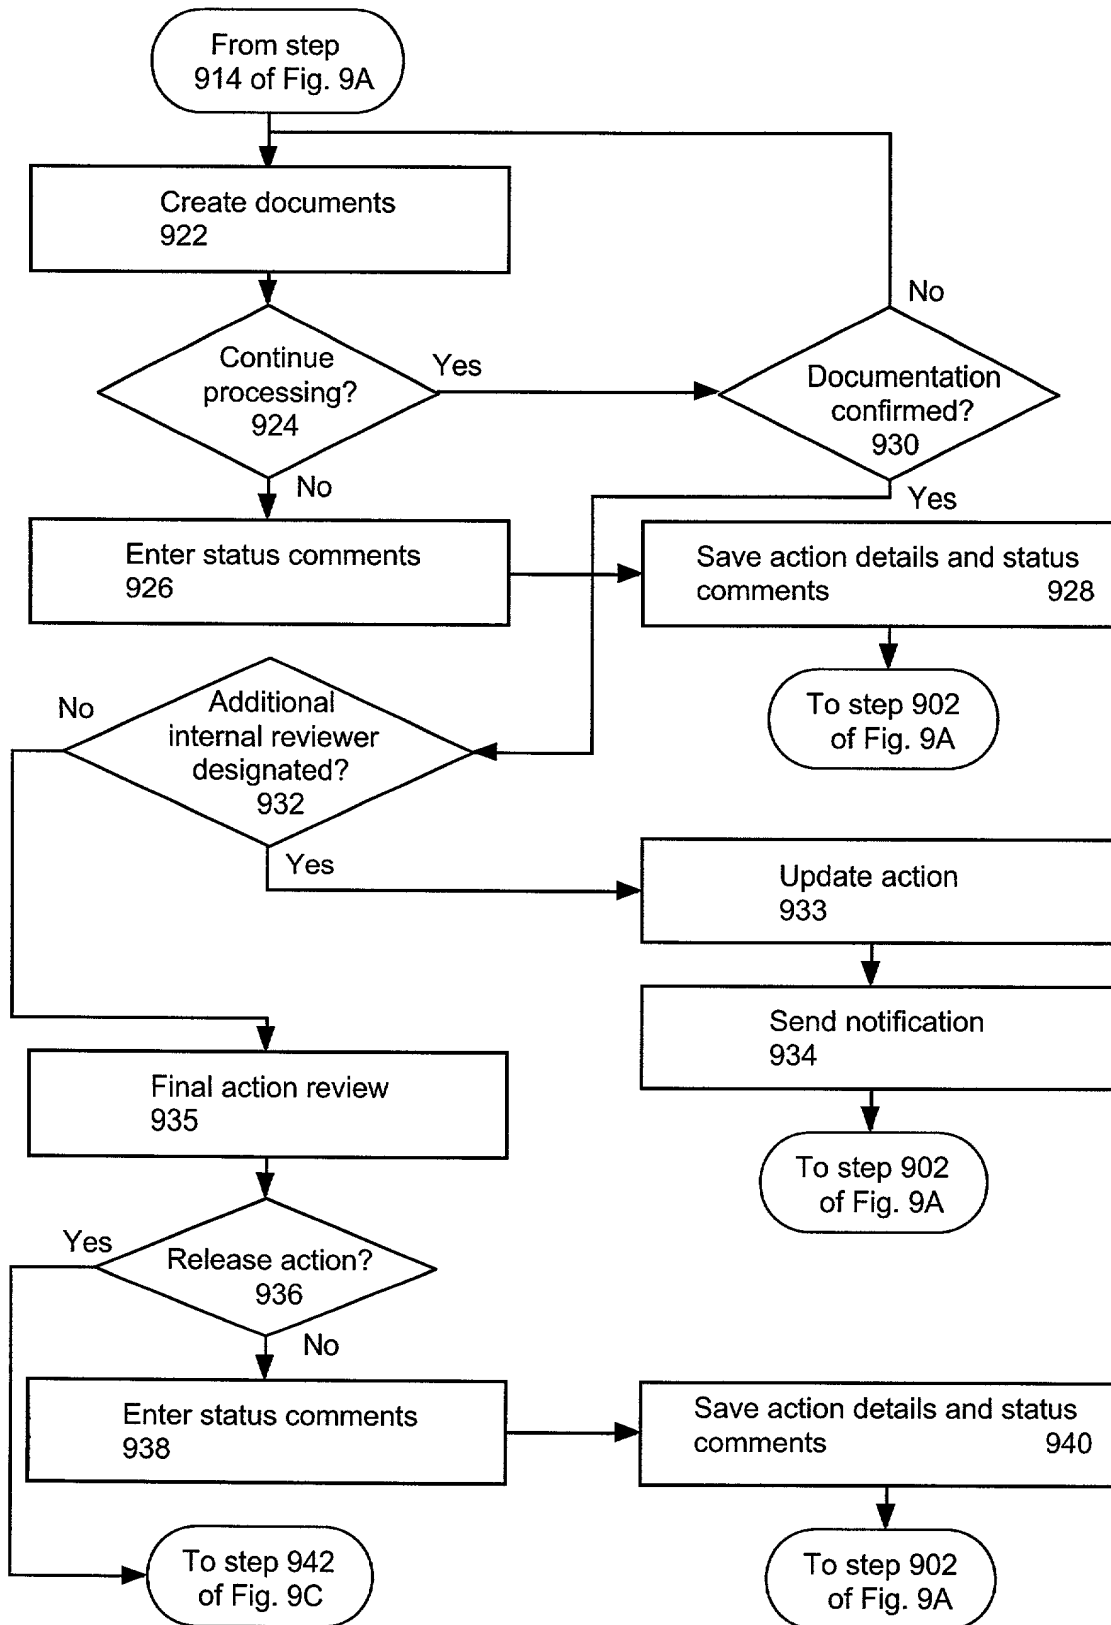 From step
914 of Fig. 9A
Create documents
922
No
Continue
processing?
924
Yes
Documentation
confirmed?
930
No
Yes
Enter status comments
926
Save action details and status
comments 928
To step 902
of Fig. 9A
No
Additional
internal reviewer
designated?
932
Yes
Update action
933
Send notification
934
Final action review
935
To step 902
of Fig. 9A
Yes
Release action?
936
No
Enter status comments
938
Save action details and status
comments 940
To step 942
of Fig. 9C
To step 902
of Fig. 9A